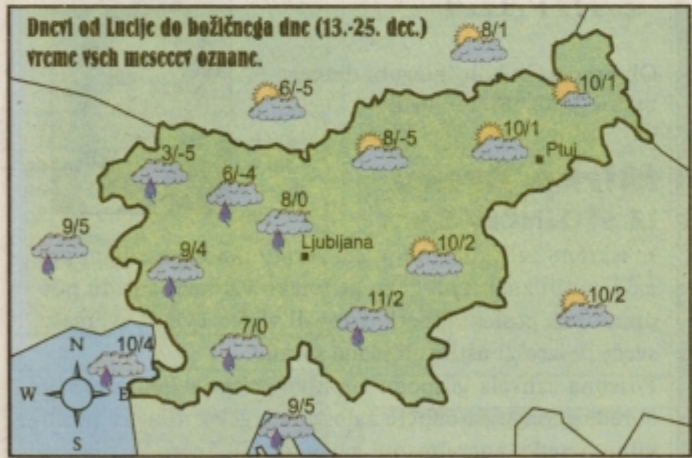 Dnevi od Lucije do božičnega dne (13.-25. dec.)
vreme vseh mesecev oznane.
8/1
6/-5
10/1
3/-5
6/-4
8/-5
10/1
Ptuj
8/0
9/5
Ljubljana
9/4
10/2
11/2
10/2
7/0
10/4
N
W
E
S
9/5